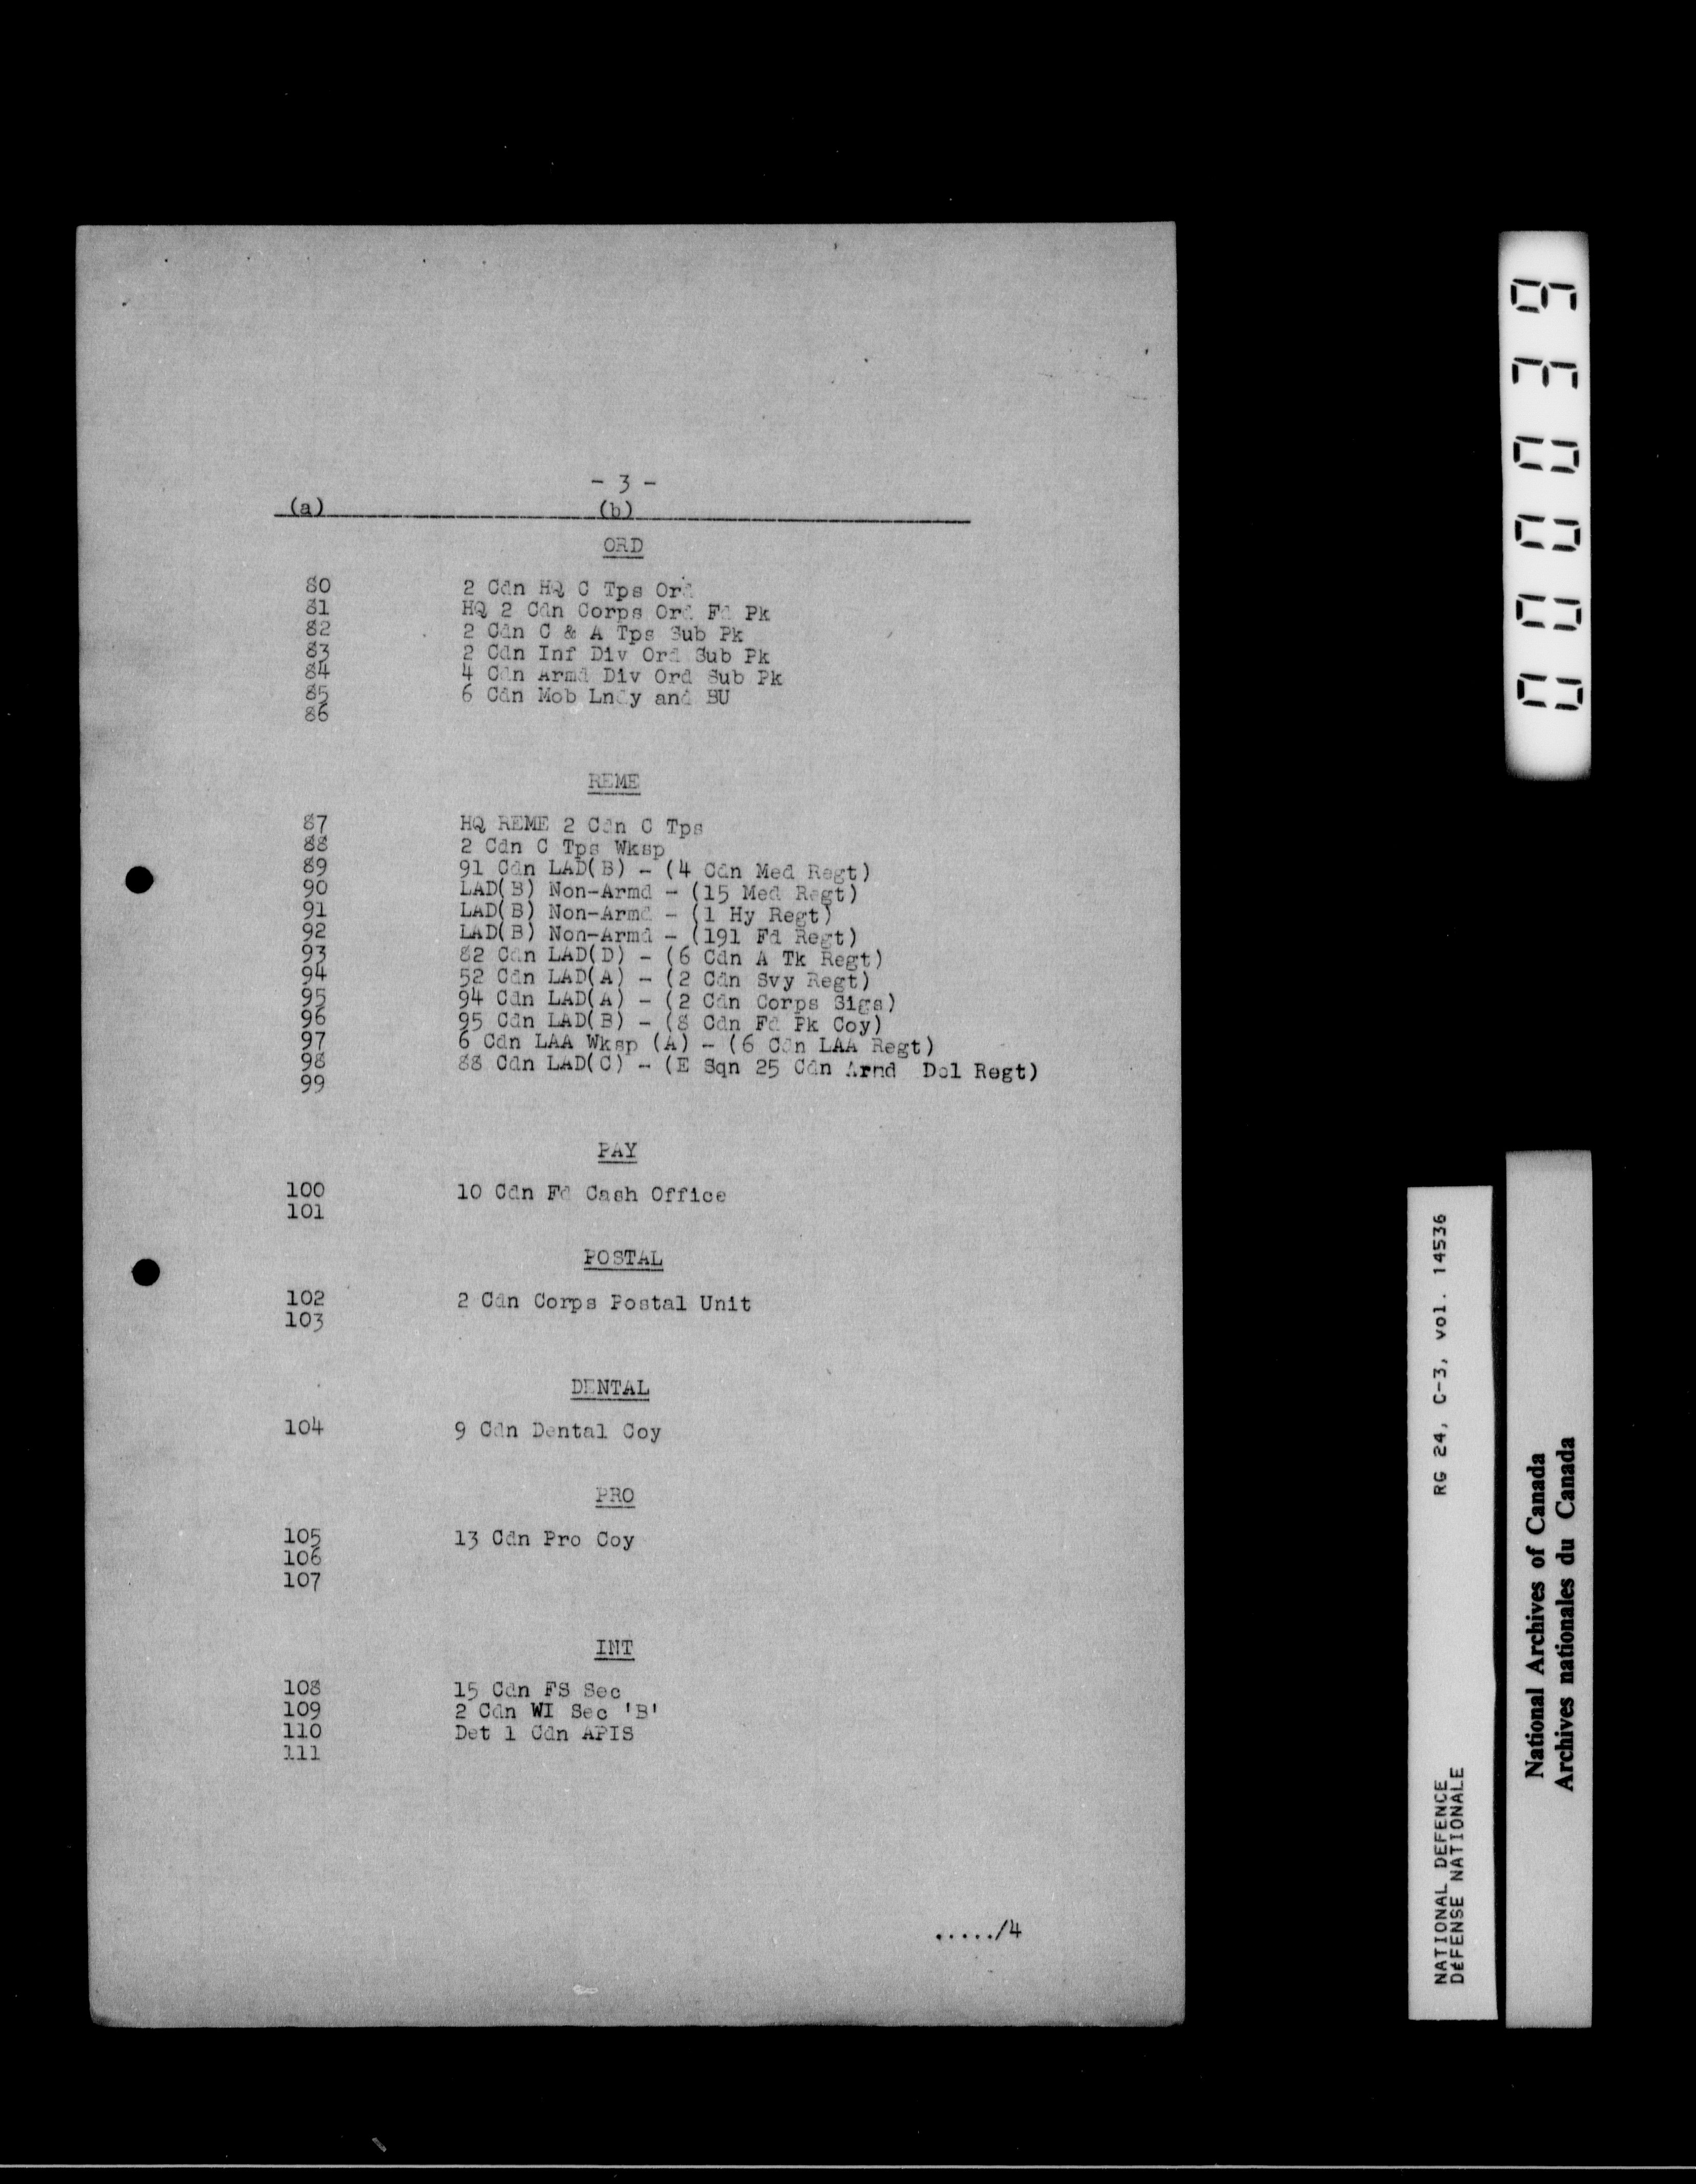 - 3 -
(a) (b)
ORD
80 2 Cdn HQ C Tps Ord
81 HQ 2 Cdn Corps Ord Fd Pk
82 2 Cdn C & A Tps Sub Pk
83 2 Cdn Inf Div Ord Sub Pk
84 4 Cdn Armd Div Ord Sub Pk
85 6 Cdn Mob Lndy and BU
86
REME
87 HQ REME 2 Cdn C Tps
88 2 Cdn C Tps Wksp
89 91 Cdn LAD(B) - (4 Cdn Med Regt)
90 LAD(B) Non-Armd - (15 Med Regt)
91 LAD(B) Non-Armd - (1 Hy Regt)
92 LAD(B) Non-Armd - (191 Fd Regt)
93 82 Cdn LAD(D) - (6 Cdn A Tk Regt)
94 52 Cdn LAD(A) - (2 Cdn Svy Regt)
95 94 Cdn LAD(A) - (2 Cdn Corps Sigs)
96 95 Cdn LAD(B) - (8 Cdn Fd Pk Coy)
97 6 Cdn LAA Wksp (A) - (6 Cdn LAA Regt)
98 88 Cdn LAD(C) - (E Sqn 25 Cdn Armd Del Regt)
99
PAY
100 10 Cdn Fd Cash Office
101
POSTAL
102 2 Cdn Corps Postal Unit
103
DENTAL
104 9 Cdn Dental Coy
PRO
105 13 Cdn Pro Coy
106
107
INT
108 15 Cdn FS Sec
109 2 Cdn WI Sec 'B'
110 Det 1 Cdn APIS
111
...../4
000039
NATIONAL DEFENCE RG 24, C-3, vol. 14536
DéFENSE NATIONALE
National Archives of Canada
Archives nationales du Canada